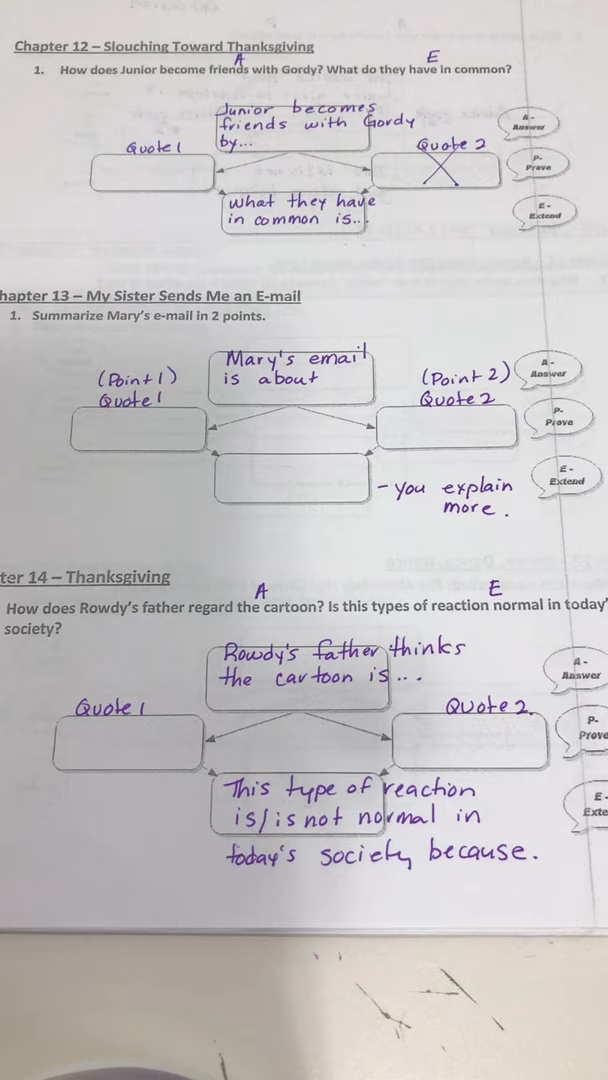 Chapter 12 – Slouching Toward Thanksgiving
A E
1. How does Junior become friends with Gordy? What do they have in common?
Junior becomes
friends with Gordy
by...
Quote 1
Quote 2
A-
Answer
P-
Prove
what they have
in common is..
E-
Extend
hapter 13 – My Sister Sends Me an E-mail
1. Summarize Mary's e-mail in 2 points.
Mary's email
is about
(Point 1)
Quote 1
(Point 2)
Quote 2
A-
Answer
P-
Prove
E-
Extend
- you explain
more.
ter 14 – Thanksgiving
A E
How does Rowdy's father regard the cartoon? Is this types of reaction normal in today'
society?
Rowdy's father thinks
the cartoon is...
A-
Answer
Quote 1
Quote 2.
P-
Prove
This type of reaction
is/is not normal in
today's society because.
E-
Exte